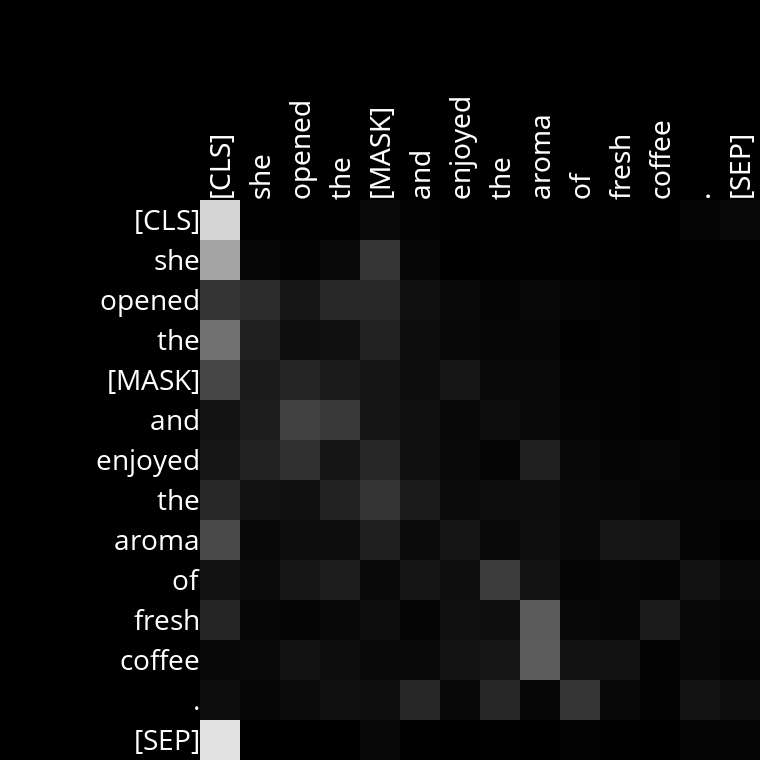 [CLS]
she
opened
the
[MASK]
and
enjoyed
the
aroma
of
fresh
coffee
.
[SEP]
[CLS]
she
opened
the
[MASK]
and
enjoyed
the
aroma
of
fresh
coffee
.
[SEP]